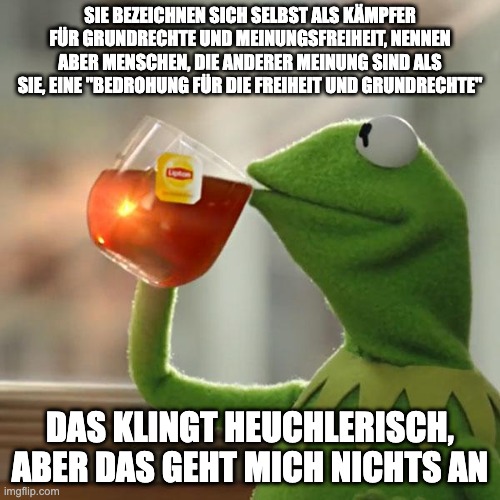 SIE BEZEICHNEN SICH SELBST ALS KÄMPFER
FÜR GRUNDRECHTE UND MEINUNGSFREIHEIT, NENNEN
ABER MENSCHEN, DIE ANDERER MEINUNG SIND ALS
SIE, EINE "BEDROHUNG FÜR DIE FREIHEIT UND GRUNDRECHTE"
Lipton
DAS KLINGT HEUCHLERISCH,
ABER DAS GEHT MICH NICHTS AN
imgflip.com